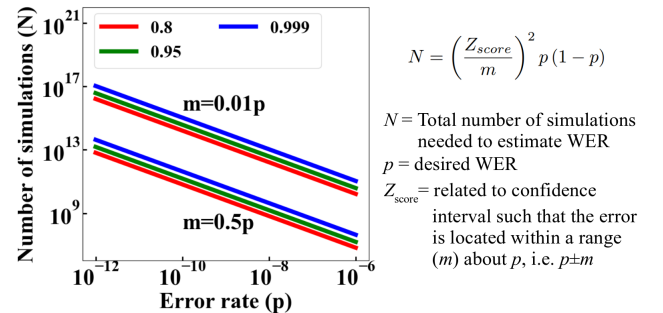 Number of simulations (N)
10^21
10^17
10^13
10^9
0.8
0.95
0.999
m=0.01p
m=0.5p
10^−12
10^−10
10^−8
10^−6
Error rate (p)
N = (Z_score / m)^2 p (1 − p)
N = Total number of simulations
needed to estimate WER
p = desired WER
Z_score = related to confidence
interval such that the error
is located within a range
(m) about p, i.e. p±m